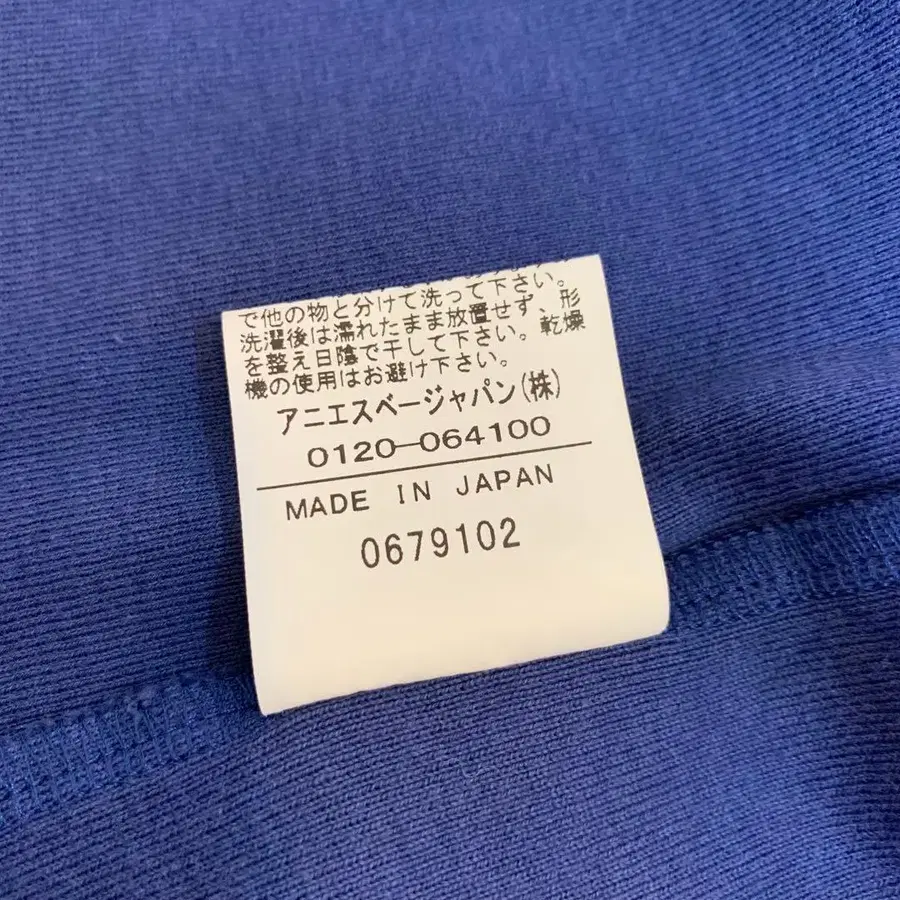 で他の物と分けて洗って下さい。
洗濯後は濡れたまま放置せず、形
を整え日陰で干して下さい。乾燥
機の使用はお避け下さい。
アニエスベージャパン(株)
0120-064100
MADE IN JAPAN
0679102